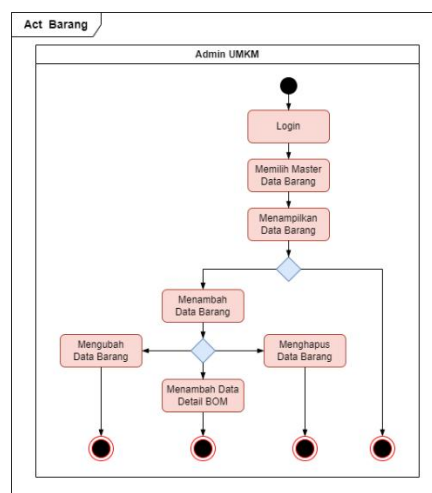 Act Barang
Admin UMKM
Login
Memilih Master
Data Barang
Menampilkan
Data Barang
Menambah
Data Barang
Mengubah
Data Barang
Menghapus
Data Barang
Menambah Data
Detail BOM